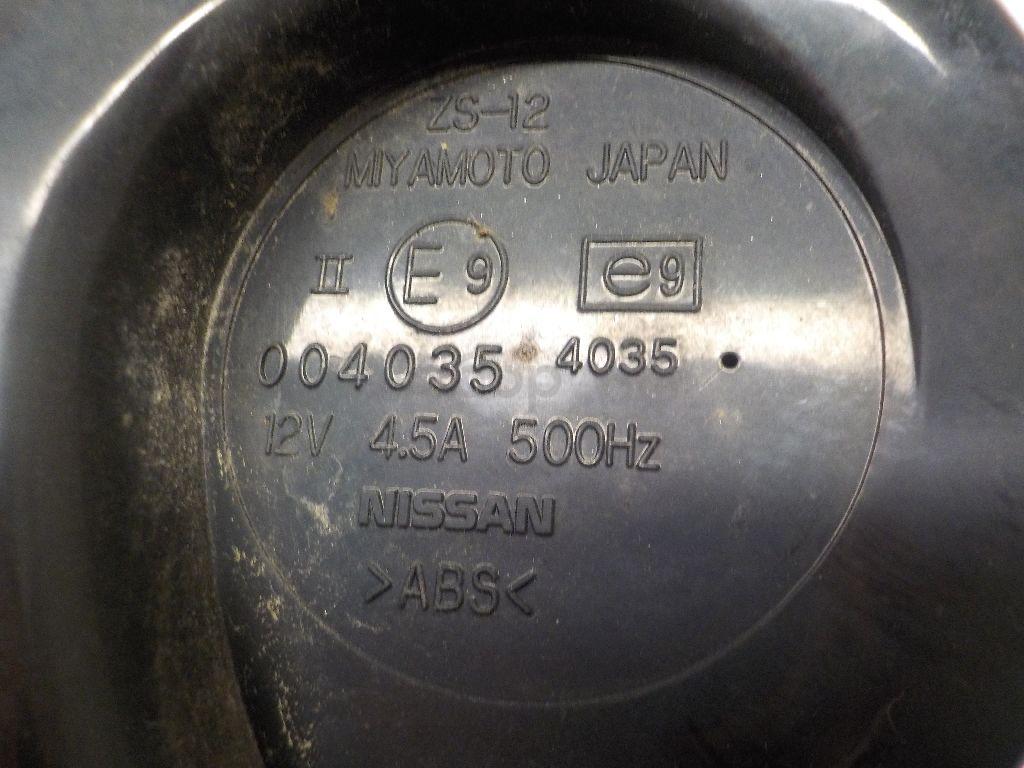 ZS-12
MIYAMOTO JAPAN
II E9 e9
004035 4035
12V 4.5A 500Hz
NISSAN
>ABS<